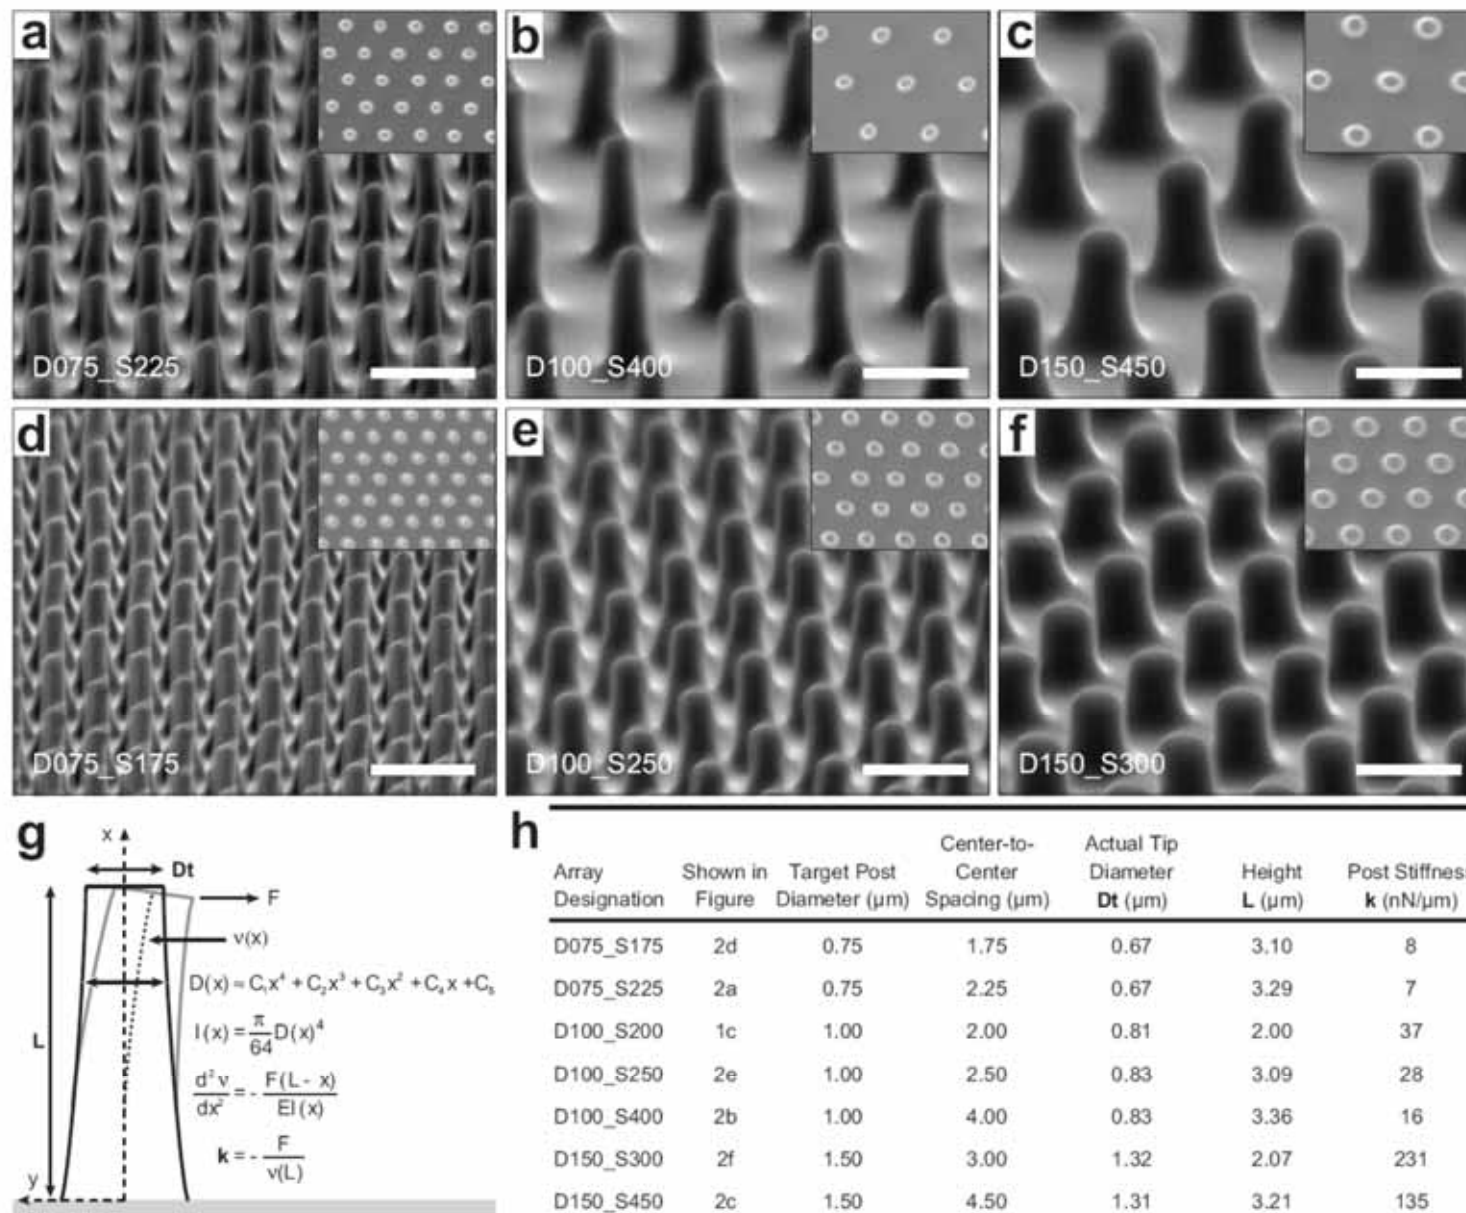 a
D075_S225
b
D100_S400
c
D150_S450
d
D075_S175
e
D100_S250
f
D150_S300
g
x
Dt
F
ν(x)
D(x) = C₁x⁴ + C₂x³ + C₃x² + C₄x + C₅
L
I(x) = π/64 D(x)⁴
d²ν/dx² = - F(L - x)/EI(x)
k = - F/ν(L)
y
h
Array Designation	Shown in Figure	Target Post Diameter (µm)	Center-to-Center Spacing (µm)	Actual Tip Diameter Dt (µm)	Height L (µm)	Post Stiffness k (nN/µm)
D075_S175 2d 0.75 1.75 0.67 3.10 8
D075_S225 2a 0.75 2.25 0.67 3.29 7
D100_S200 1c 1.00 2.00 0.81 2.00 37
D100_S250 2e 1.00 2.50 0.83 3.09 28
D100_S400 2b 1.00 4.00 0.83 3.36 16
D150_S300 2f 1.50 3.00 1.32 2.07 231
D150_S450 2c 1.50 4.50 1.31 3.21 135